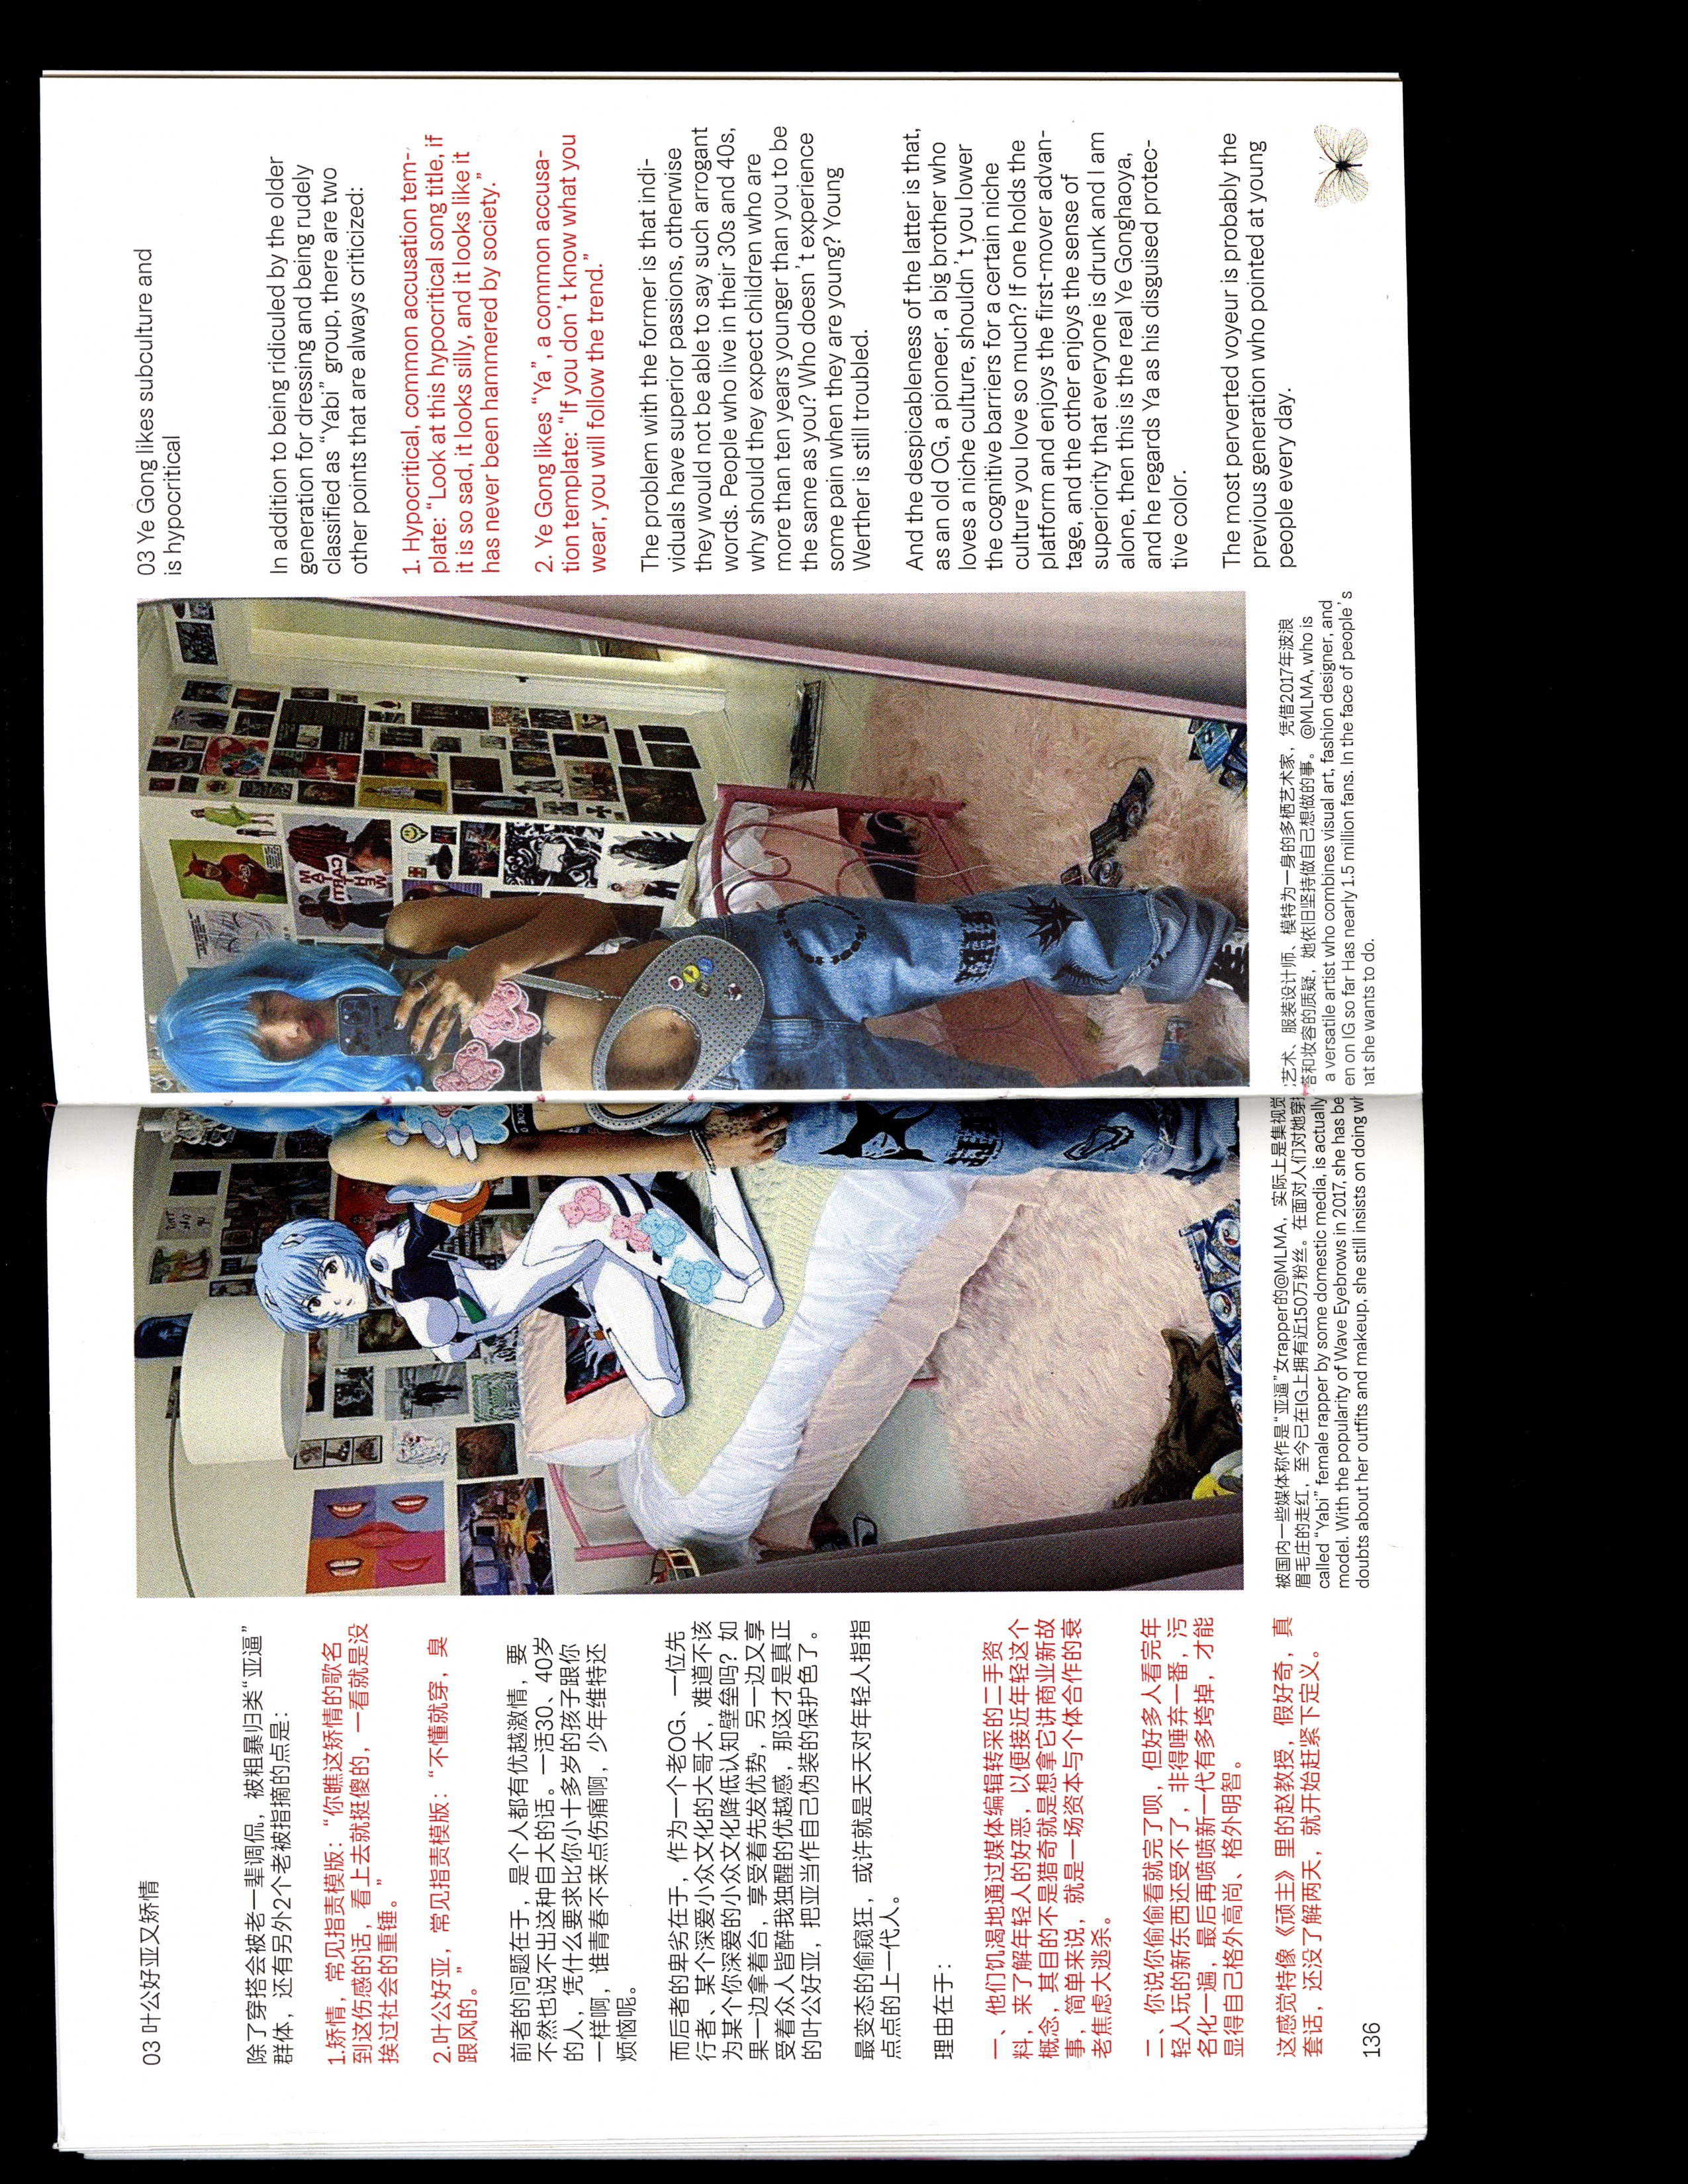 03 叶公好亚又矫情
除了穿搭会被老一辈调侃，被粗暴归类“亚逼”
群体，还有另外2个老被指摘的点是：
1.矫情，常见指责模版：“你瞧这矫情的歌名
到这伤感的话，看上去就挺傻的，一看就是没
挨过社会的重锤。”
2.叶公好亚，常见指责模版：“不懂就穿，臭
跟风的。”
前者的问题在于，是个人都有优越激情，要
不然也说不出这种自大的话。一活30、40岁
的人，凭什么要求比你小十多岁的孩子跟你
一样啊，谁青春不来点伤痛啊，少年维特还
烦恼呢。
而后者的卑劣在于，作为一个老OG、一位先
行者、某个深爱小众文化的大哥大，难道不该
为某个你深爱的小众文化降低认知壁垒吗？如
果一边拿着台，享受着先发优势，另一边又享
受着众人皆醉我独醒的优越感，那这才是真正
的叶公好亚，把亚当作自己伪装的保护色了。
最变态的偷窥狂，或许就是天天对年轻人指指
点点的上一代人。
理由在于：
一、他们饥渴地通过媒体编辑转采的二手资
料，来了解年轻人的好恶，以便接近年轻这个
概念，其目的不是猎奇就是想拿它讲商业新故
事，简单来说，就是一场资本与个体合作的衰
老焦虑大逃杀。
二、你说你偷偷看就完了呗，但好多人看完年
轻人玩的新东西还受不了，非得唾弃一番，污
名化一遍，最后再喷喷新一代有多垮掉，才能
显得自己格外高尚、格外明智。
这感觉特像《顽主》里的赵教授，假好奇，真
套话，还没了解两天，就开始赶紧下定义。
136
被国内一些媒体称作是“亚逼”女rapper的@MLMA，实际上是集视觉
眉毛庄的走红，至今已在IG上拥有近150万粉丝。在面对人们对她穿
called “Yabi” female rapper by some domestic media, is actually
model. With the popularity of Wave Eyebrows in 2017, she has be
doubts about her outfits and makeup, she still insists on doing wh
艺术、服装设计师、模特为一身的多栖艺术家，凭借2017年波浪
搭和妆容的质疑，她依旧坚持做自己想做的事。 @MLMA, who is
a versatile artist who combines visual art, fashion designer, and
en on IG so far Has nearly 1.5 million fans. In the face of people's
hat she wants to do.
03 Ye Gong likes subculture and
is hypocritical
In addition to being ridiculed by the older
generation for dressing and being rudely
classified as “Yabi” group, there are two
other points that are always criticized:
1. Hypocritical, common accusation tem-
plate: “Look at this hypocritical song title, if
it is so sad, it looks silly, and it looks like it
has never been hammered by society.”
2. Ye Gong likes “Ya”, a common accusa-
tion template: “If you don't know what you
wear, you will follow the trend.”
The problem with the former is that indi-
viduals have superior passions, otherwise
they would not be able to say such arrogant
words. People who live in their 30s and 40s,
why should they expect children who are
more than ten years younger than you to be
the same as you? Who doesn't experience
some pain when they are young? Young
Werther is still troubled.
And the despicableness of the latter is that,
as an old OG, a pioneer, a big brother who
loves a niche culture, shouldn't you lower
the cognitive barriers for a certain niche
culture you love so much? If one holds the
platform and enjoys the first-mover advan-
tage, and the other enjoys the sense of
superiority that everyone is drunk and I am
alone, then this is the real Ye Gonghaoya,
and he regards Ya as his disguised protec-
tive color.
The most perverted voyeur is probably the
previous generation who pointed at young
people every day.